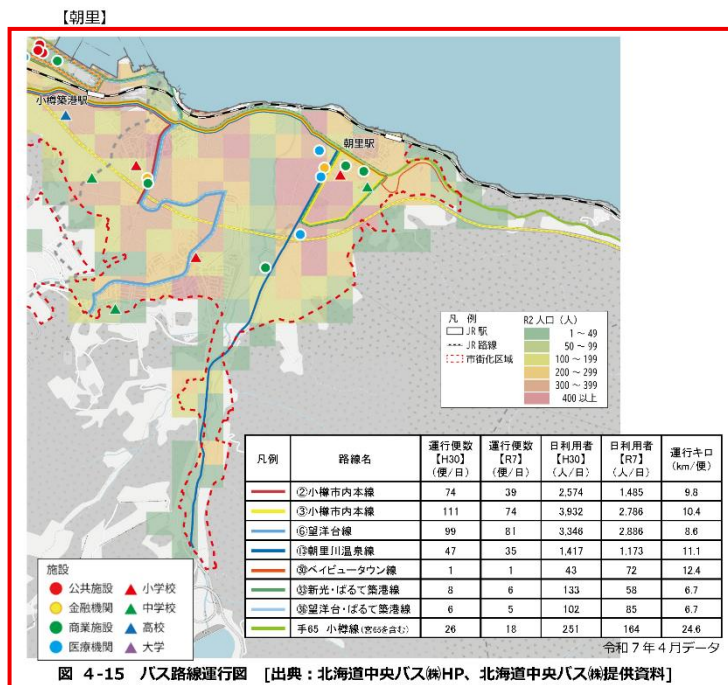 【朝里】
小樽築港駅
朝里駅
凡 例
JR駅
JR路線
市街化区域
R2人口(人)
1～49
50～99
100～199
200～299
300～399
400以上
凡例 路線名 運行便数【H30】(便/日) 運行便数【R7】(便/日) 日利用者【H30】(人/日) 日利用者【R7】(人/日) 運行キロ(km/便)
②小樽市内本線 74 39 2,574 1,485 9.8
③小樽市内本線 111 74 3,932 2,786 10.4
⑥望洋台線 99 81 3,346 2,886 8.6
⑬朝里川温泉線 47 35 1,417 1,173 11.1
㉚ベイビュータウン線 1 1 43 72 12.4
㉝新光・ぱるて築港線 8 6 133 58 6.7
㊱望洋台・ぱるて築港線 6 5 102 85 6.7
手65 小樽線(宮65を含む) 26 18 251 164 24.6
施設
公共施設 小学校
金融機関 中学校
商業施設 高校
医療機関 大学
令和7年4月データ
図 4-15 バス路線運行図 [出典：北海道中央バス㈱HP、北海道中央バス㈱提供資料]